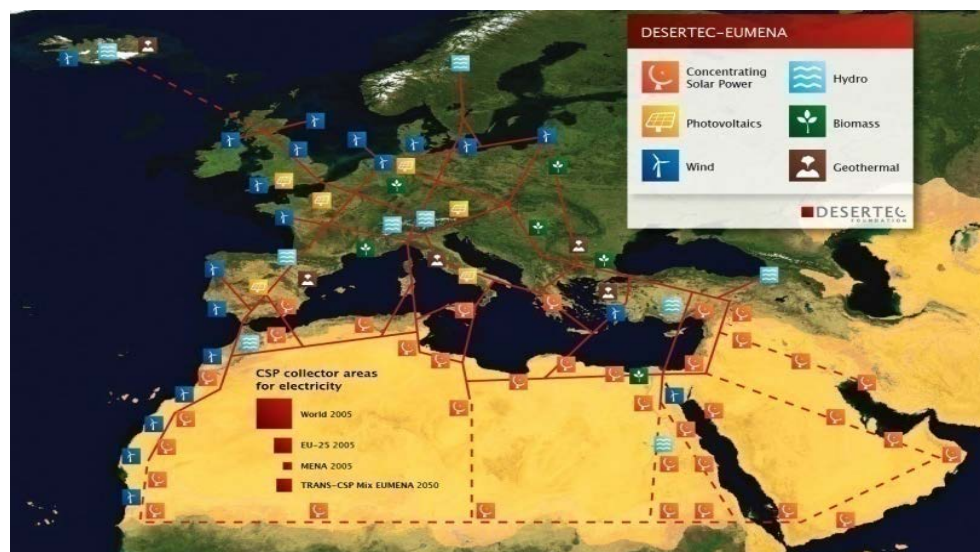 DESERTEC-EUMENA
Concentrating
Solar Power
Hydro
Photovoltaics
Biomass
Wind
Geothermal
DESERTEC
FOUNDATION
CSP collector areas
for electricity
World 2005
EU-25 2005
MENA 2005
TRANS-CSP Mix EUMENA 2050